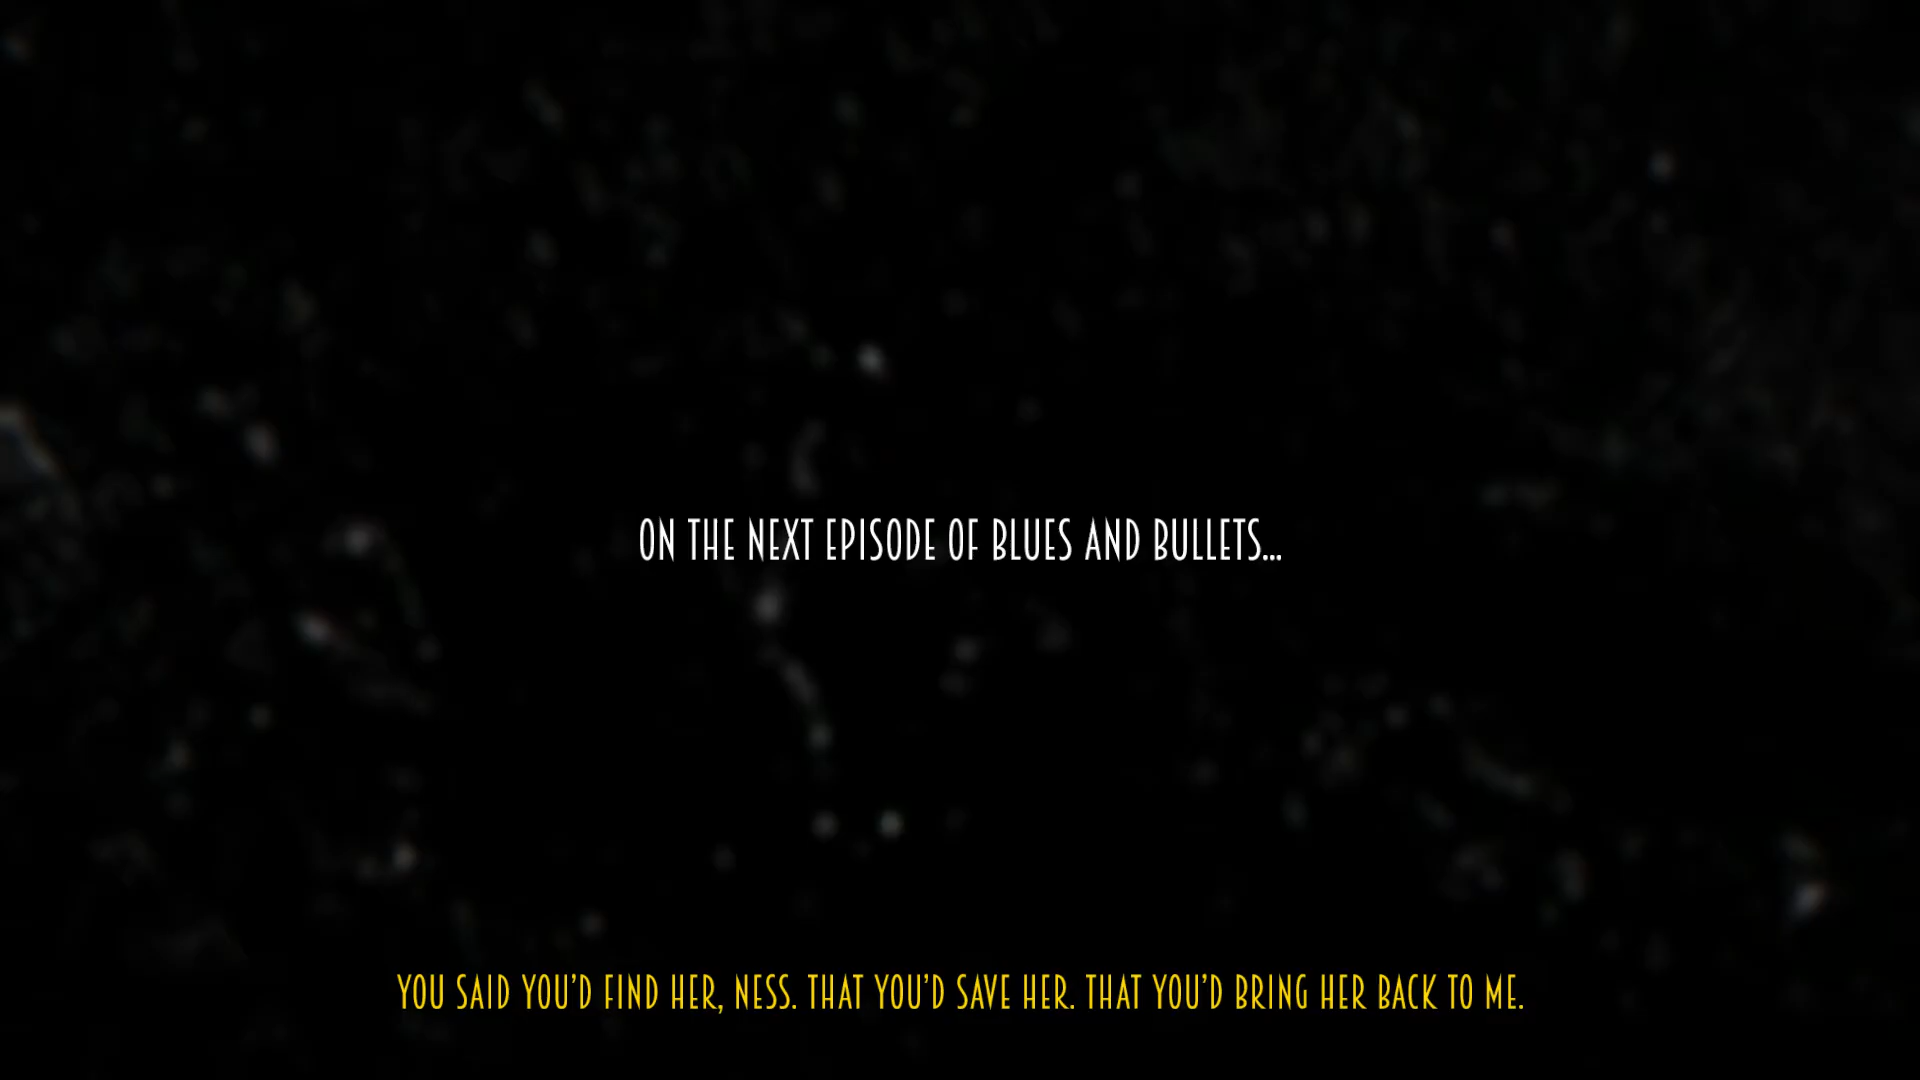 ON THE NEXT EPISODE OF BLUES AND BULLETS...
YOU SAID YOU'D FIND HER, NESS. THAT YOU'D SAVE HER. THAT YOU'D BRING HER BACK TO ME.